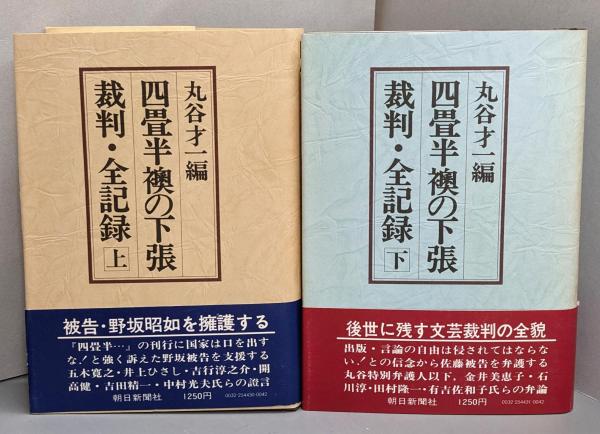 丸谷才一編
四畳半襖の下張
裁判・全記録 上
被告・野坂昭如を擁護する
「四畳半…」の刊行に国家は口を出す
な!と強く訴えた野坂被告を支援する
五木寛之・井上ひさし・吉行淳之介・開
高健・吉田精一・中村光夫氏らの證言
朝日新聞社 1250円 0032-254430-0042
丸谷才一編
四畳半襖の下張
裁判・全記録 下
後世に残す文芸裁判の全貌
出版・言論の自由は侵されてはならな
い!との信念から佐藤被告を弁護する
丸谷特別弁護人以下、金井美恵子・石
川淳・田村隆一・有吉佐和子氏らの弁論
朝日新聞社 1250円 0032-254431-0042